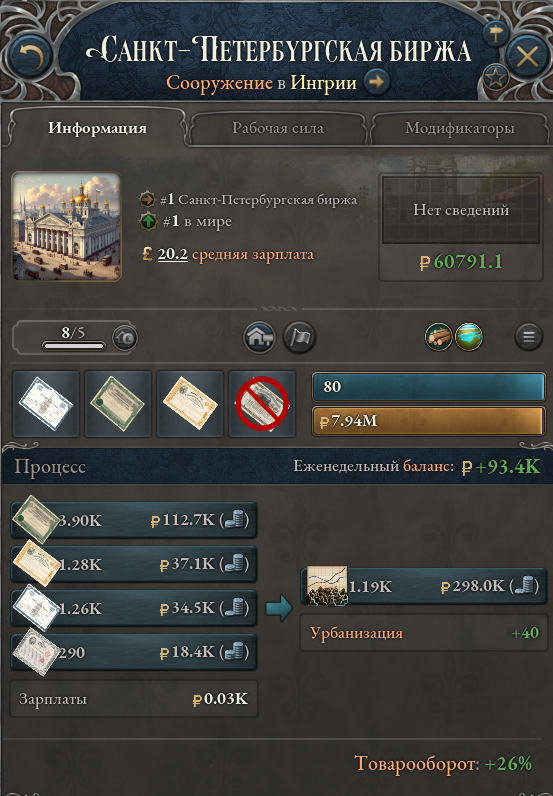 Санкт-Петербургская биржа
Сооружение в Ингрии
Информация
Рабочая сила
Модификаторы
#1 Санкт-Петербургская биржа
#1 в мире
£ 20.2 средняя зарплата
Нет сведений
₽60791.1
8/5
80
₽7.94M
Процесс
Еженедельный баланс: ₽+93.4K
3.90K ₽112.7K ( )
1.28K ₽37.1K ( )
1.26K ₽34.5K ( )
290 ₽18.4K ( )
Зарплаты ₽0.03K
1.19K ₽298.0K ( )
Урбанизация +40
Товарооборот: +26%